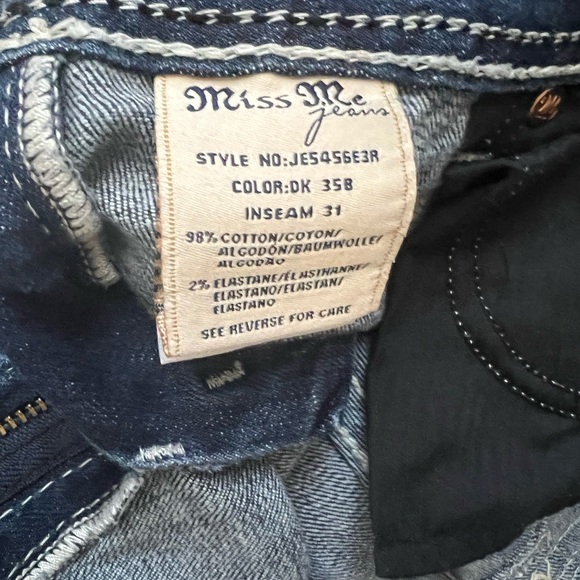 Miss Me
jeans
STYLE NO:JE5456E3R
COLOR:DK 358
INSEAM 31
98% COTTON/COTON/
ALGODÓN/BAUMWOLLE/
ALGODAO
2% ELASTANE/ÉLASTHANNE/
ELASTANO/ELASTAN/
ELASTANO
SEE REVERSE FOR CARE